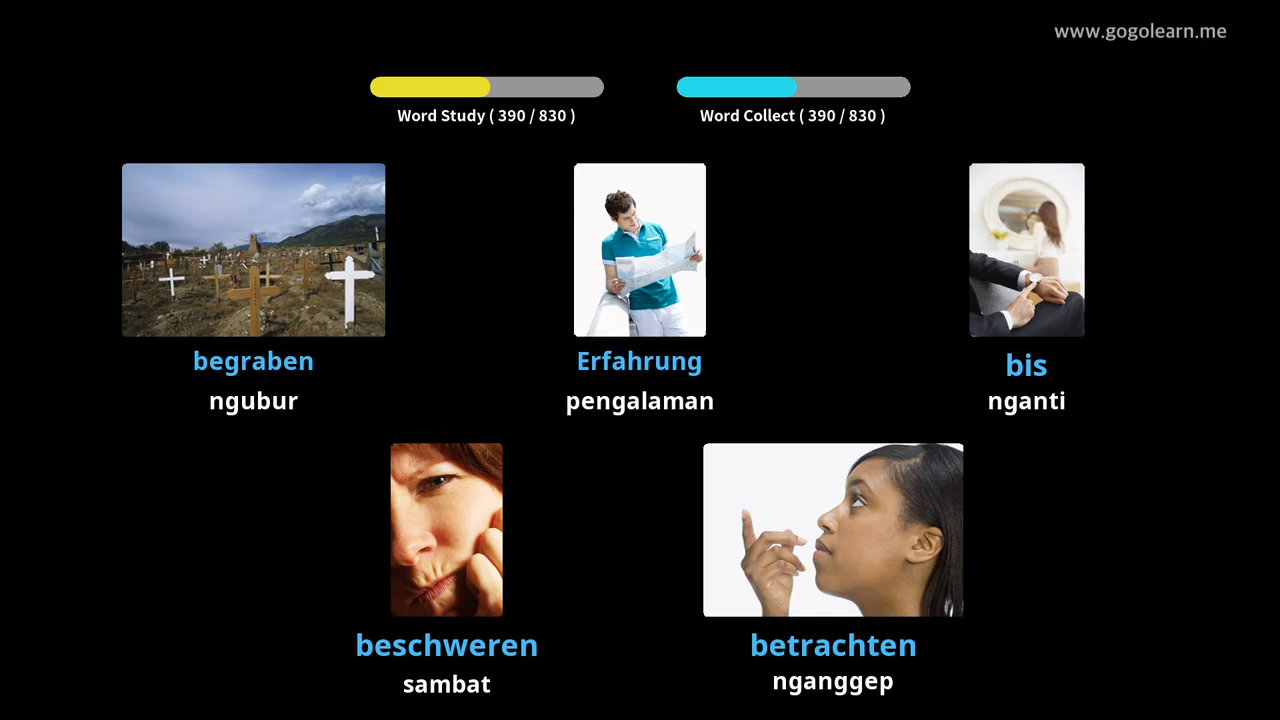 www.gogolearn.me
Word Study ( 390 / 830 )
Word Collect ( 390 / 830 )
begraben
ngubur
Erfahrung
pengalaman
bis
nganti
beschweren
sambat
betrachten
nganggep